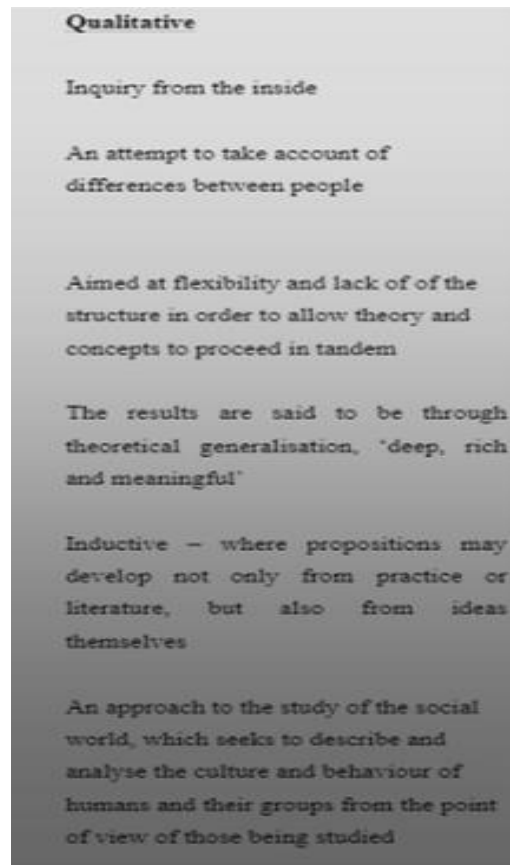 Qualitative
Inquiry from the inside
An attempt to take account of
differences between people
Aimed at flexibility and lack of of the
structure in order to allow theory and
concepts to proceed in tandem
The results are said to be through
theoretical generalisation, 'deep, rich
and meaningful'
Inductive – where propositions may
develop not only from practice or
literature, but also from ideas
themselves
An approach to the study of the social
world, which seeks to describe and
analyse the culture and behaviour of
humans and their groups from the point
of view of those being studied